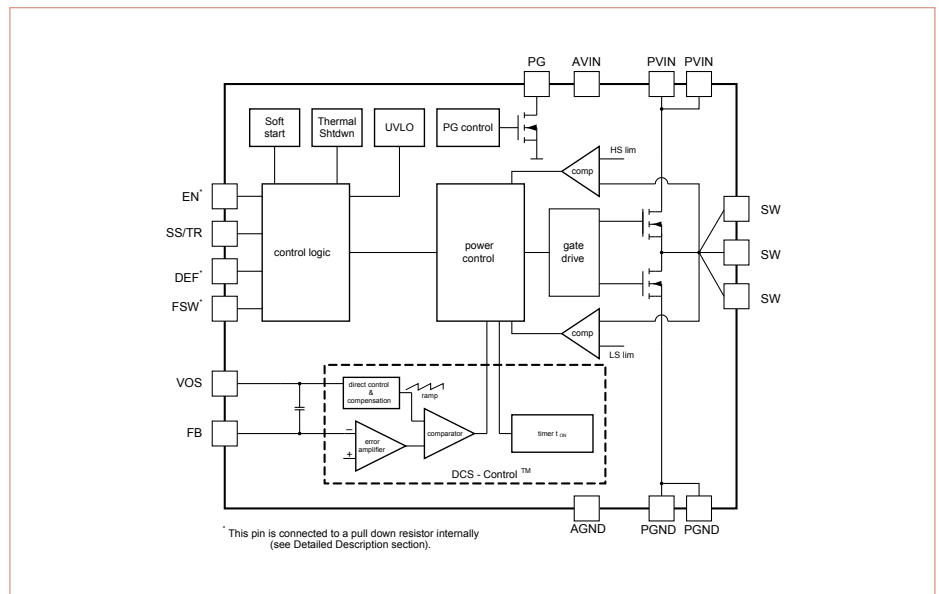 PG
AVIN
PVIN
PVIN
Soft
start
Thermal
Shtdwn
UVLO
PG control
HS lim
comp
EN*
SS/TR
DEF*
FSW*
control logic
power
control
gate
drive
SW
SW
SW
comp
LS lim
VOS
FB
direct control
&
compensation
ramp
−
+
error
amplifier
comparator
timer tON
DCS - Control TM
AGND
PGND
PGND
* This pin is connected to a pull down resistor internally
(see Detailed Description section).